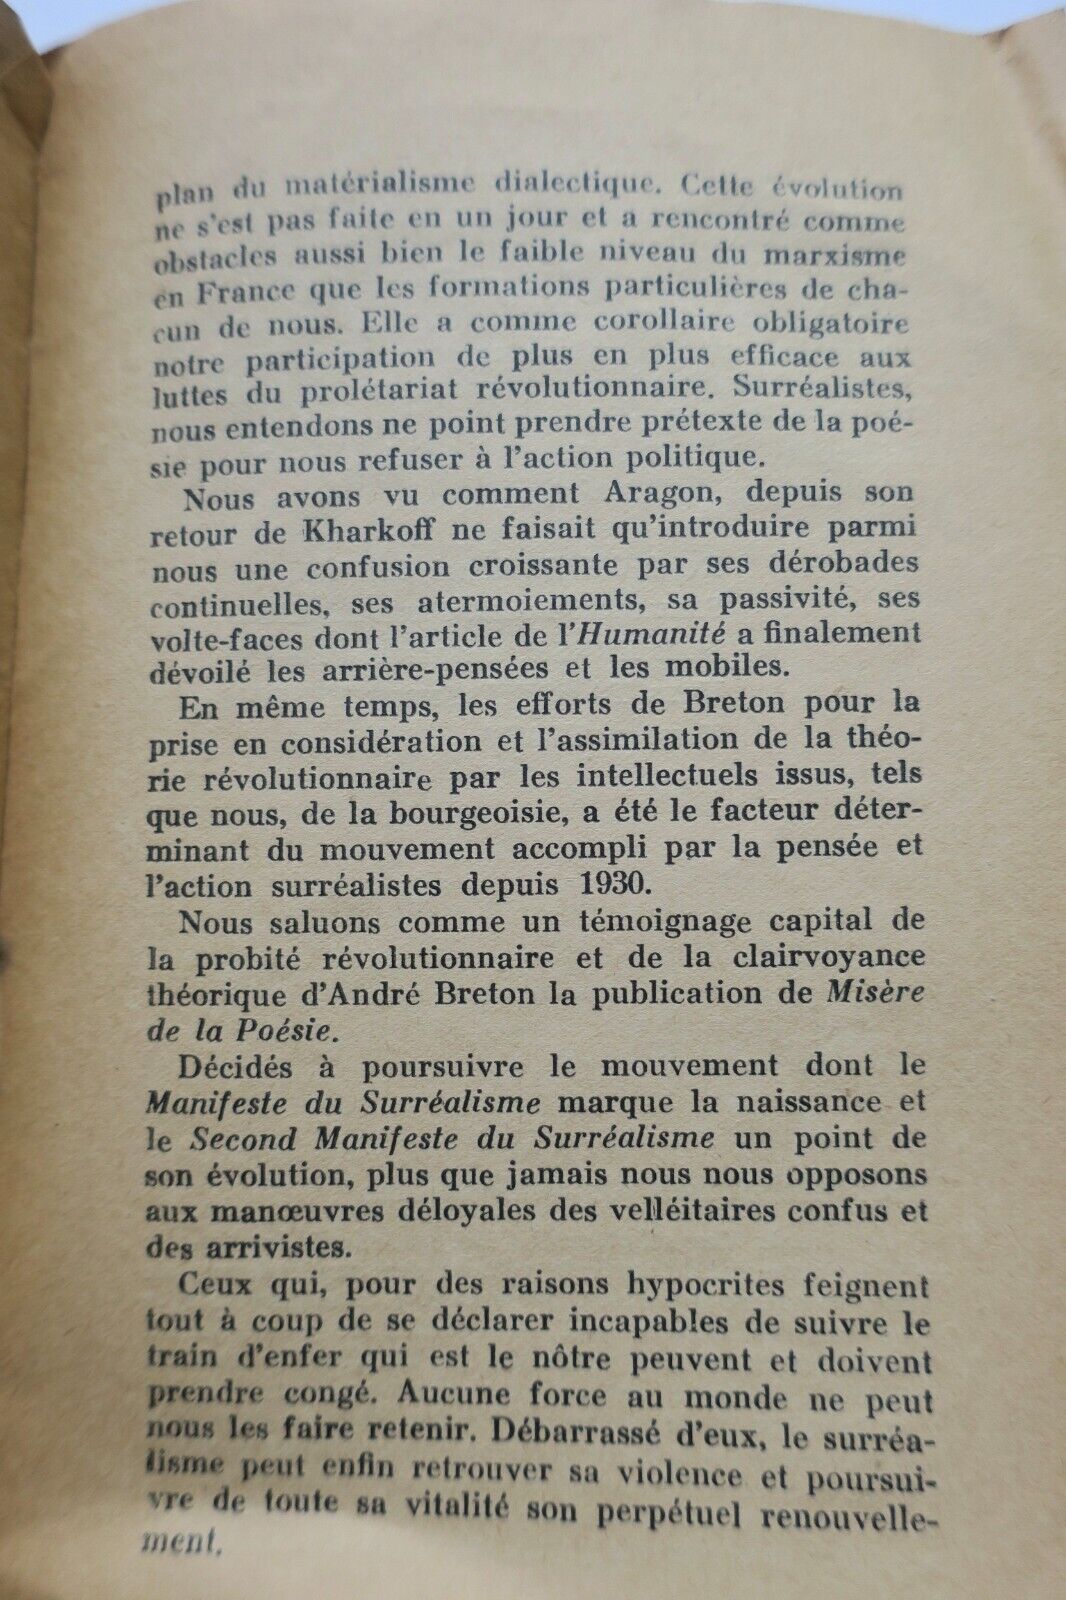 plan du matérialisme dialectique. Cette évolution
ne s'est pas faite en un jour et a rencontré comme
obstacles aussi bien le faible niveau du marxisme
en France que les formations particulières de cha-
cun de nous. Elle a comme corollaire obligatoire
notre participation de plus en plus efficace aux
luttes du prolétariat révolutionnaire. Surréalistes,
nous entendons ne point prendre prétexte de la poé-
sie pour nous refuser à l'action politique.
Nous avons vu comment Aragon, depuis son
retour de Kharkoff ne faisait qu'introduire parmi
nous une confusion croissante par ses dérobades
continuelles, ses atermoiements, sa passivité, ses
volte-faces dont l'article de l'Humanité a finalement
dévoilé les arrière-pensées et les mobiles.
En même temps, les efforts de Breton pour la
prise en considération et l'assimilation de la théo-
rie révolutionnaire par les intellectuels issus, tels
que nous, de la bourgeoisie, a été le facteur déter-
minant du mouvement accompli par la pensée et
l'action surréalistes depuis 1930.
Nous saluons comme un témoignage capital de
la probité révolutionnaire et de la clairvoyance
théorique d'André Breton la publication de Misère
de la Poésie.
Décidés à poursuivre le mouvement dont le
Manifeste du Surréalisme marque la naissance et
le Second Manifeste du Surréalisme un point de
son évolution, plus que jamais nous nous opposons
aux manœuvres déloyales des velléitaires confus et
des arrivistes.
Ceux qui, pour des raisons hypocrites feignent
tout à coup de se déclarer incapables de suivre le
train d'enfer qui est le nôtre peuvent et doivent
prendre congé. Aucune force au monde ne peut
nous les faire retenir. Débarrassé d'eux, le surréa-
lisme peut enfin retrouver sa violence et poursui-
vre de toute sa vitalité son perpétuel renouvelle-
ment.